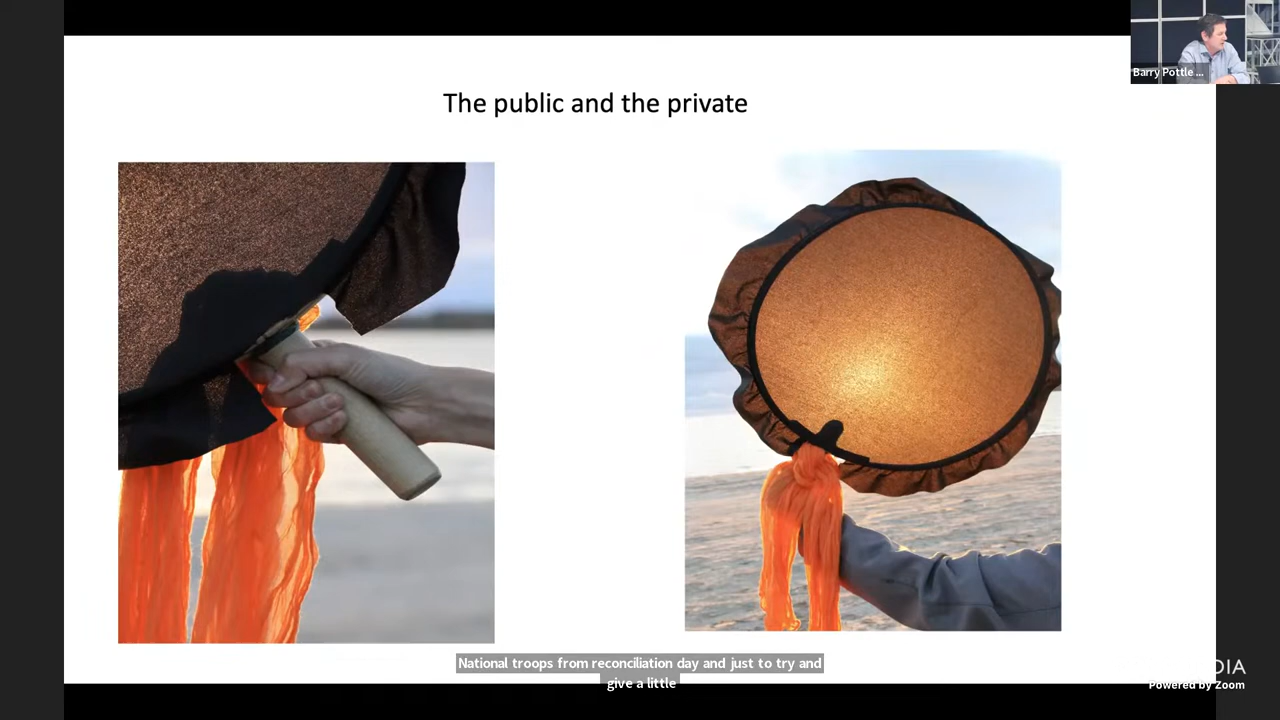 Barry Pottle ...
The public and the private
National troops from reconciliation day and just to try and
give a little
DIA
Powered by Zoom